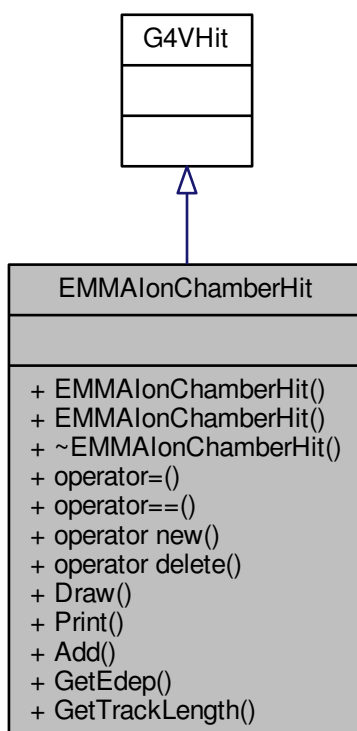 G4VHit
EMMAIonChamberHit
+ EMMAIonChamberHit()
+ EMMAIonChamberHit()
+ ~EMMAIonChamberHit()
+ operator=()
+ operator==()
+ operator new()
+ operator delete()
+ Draw()
+ Print()
+ Add()
+ GetEdep()
+ GetTrackLength()